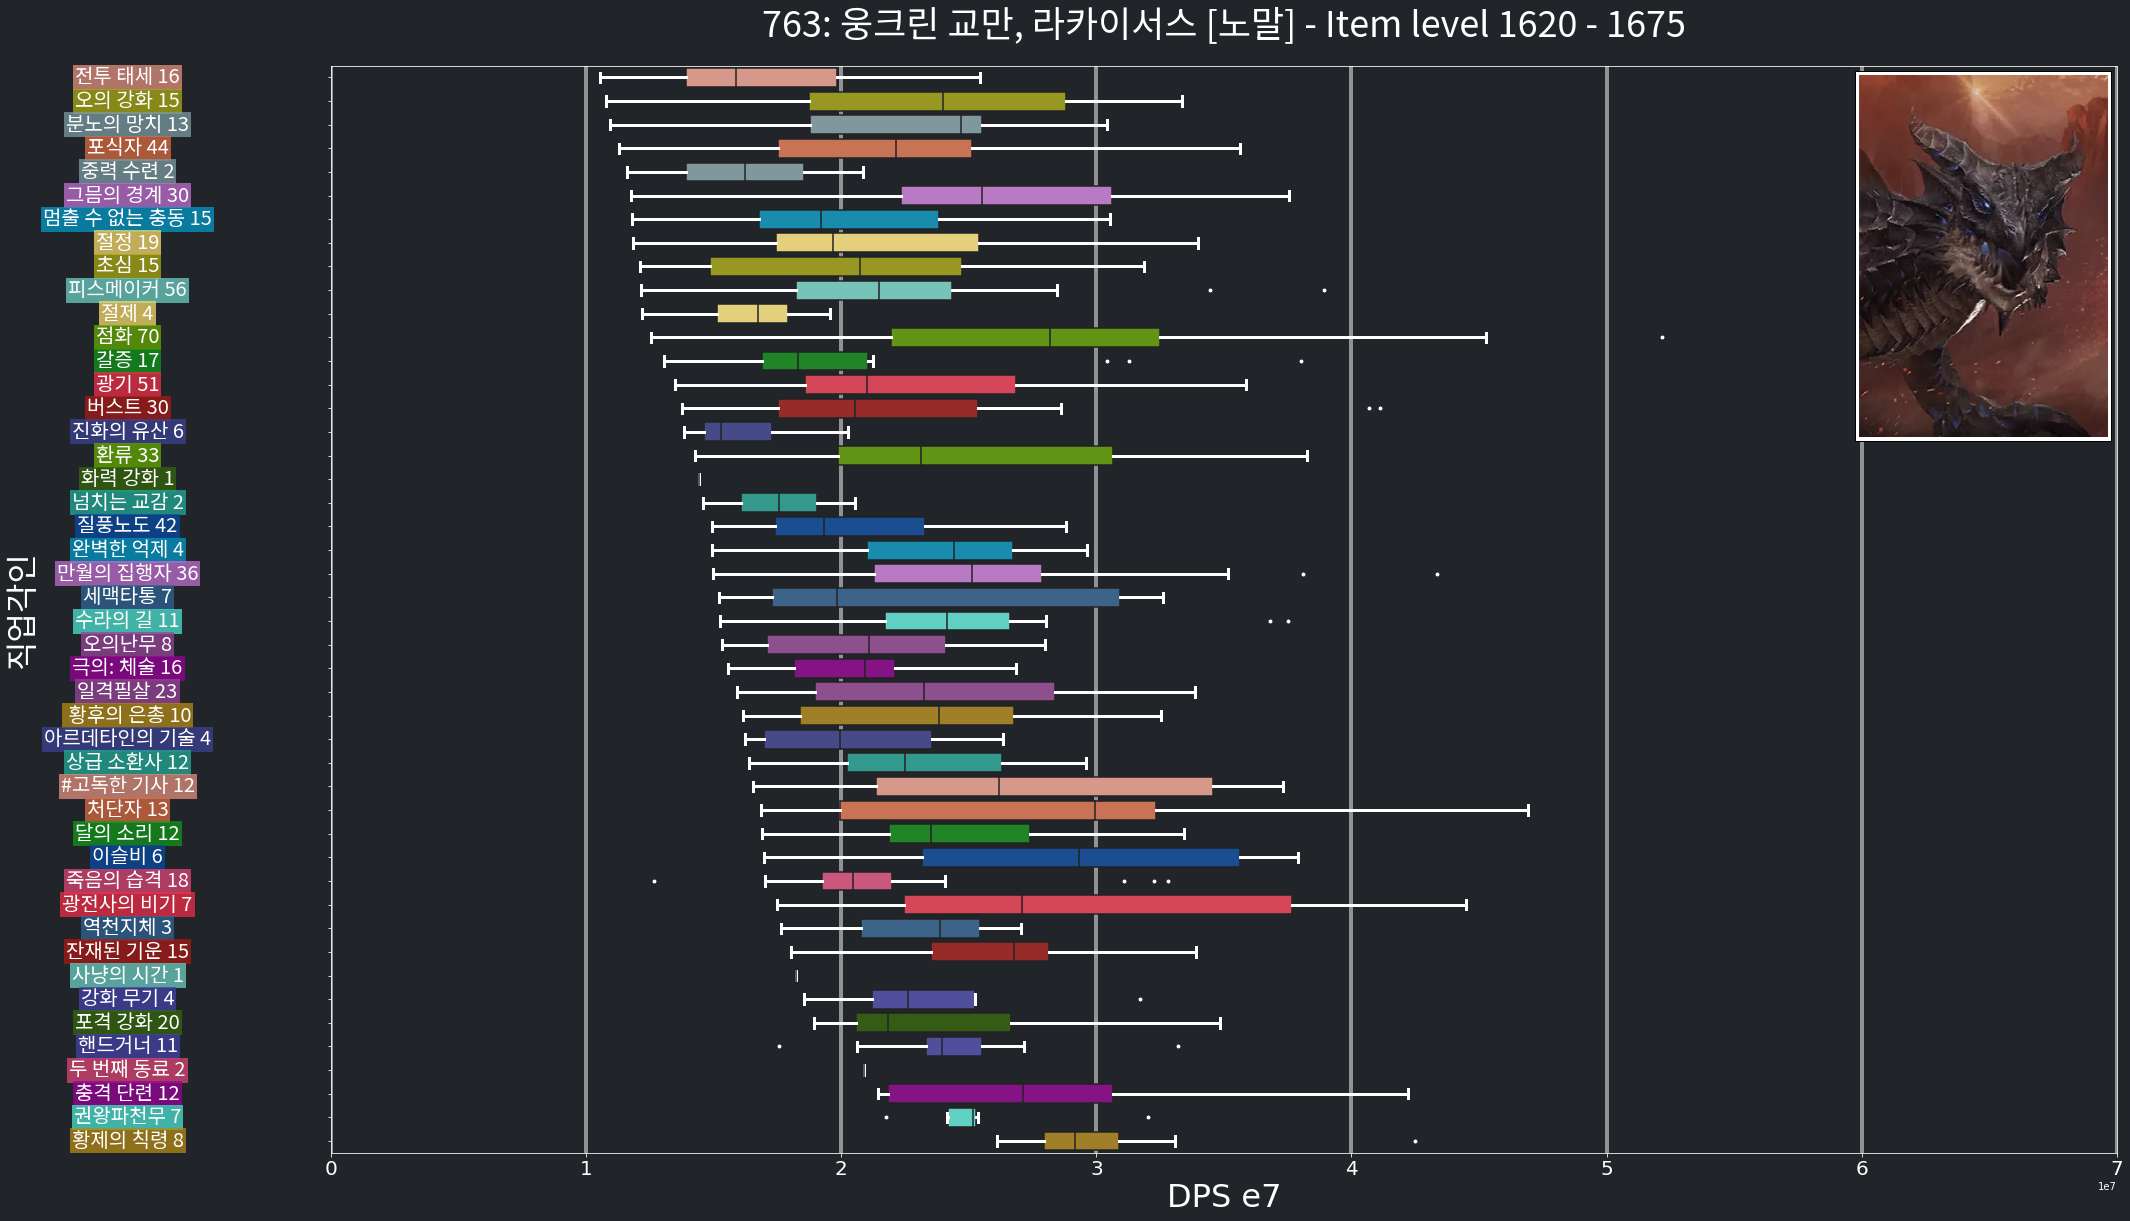 763: 웅크린 교만, 라카이서스 [노말] - Item level 1620 - 1675
전투 태세 16
오의 강화 15
분노의 망치 13
포식자 44
중력 수련 2
그믐의 경계 30
멈출 수 없는 충동 15
절정 19
초심 15
피스메이커 56
절제 4
점화 70
갈증 17
광기 51
버스트 30
진화의 유산 6
환류 33
화력 강화 1
넘치는 교감 2
질풍노도 42
완벽한 억제 4
만월의 집행자 36
세맥타통 7
수라의 길 11
오의난무 8
극의: 체술 16
일격필살 23
황후의 은총 10
아르데타인의 기술 4
상급 소환사 12
#고독한 기사 12
처단자 13
달의 소리 12
이슬비 6
죽음의 습격 18
광전사의 비기 7
역천지체 3
잔재된 기운 15
사냥의 시간 1
강화 무기 4
포격 강화 20
핸드거너 11
두 번째 동료 2
충격 단련 12
권왕파천무 7
황제의 칙령 8
직업각인
0 1 2 3 4 5 6 7
1e7
DPS e7